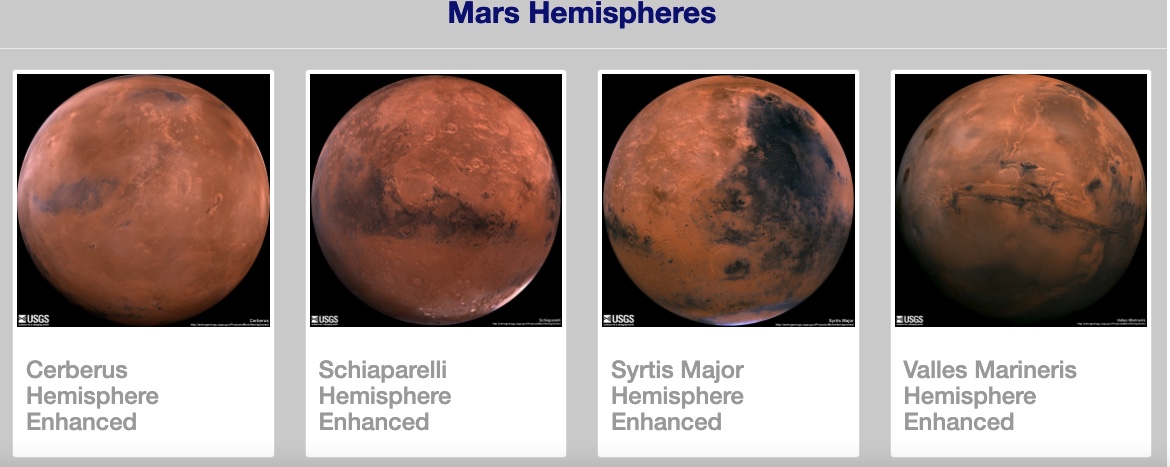 Mars Hemispheres
USGS
Cerberus
USGS
Schiaparelli
USGS
Syrtis Major
USGS
Valles Marineris
Cerberus
Hemisphere
Enhanced
Schiaparelli
Hemisphere
Enhanced
Syrtis Major
Hemisphere
Enhanced
Valles Marineris
Hemisphere
Enhanced